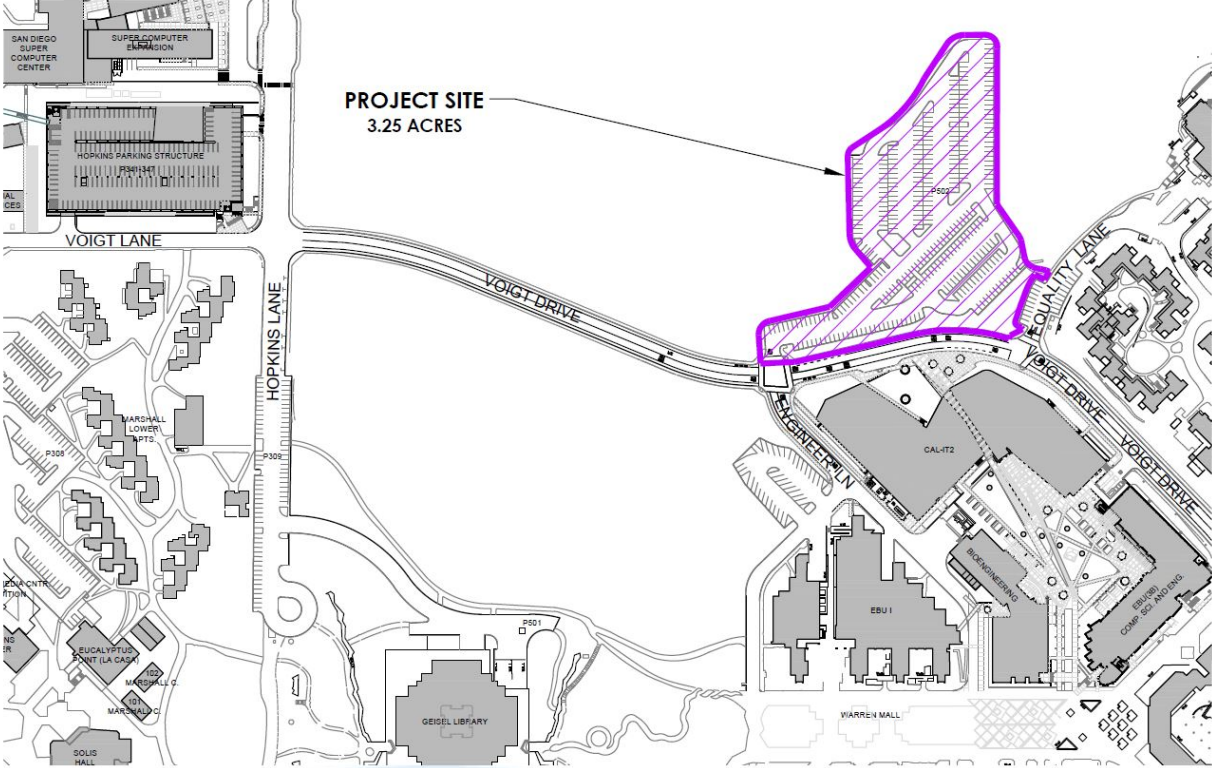 SAN DIEGO
SUPER
COMPUTER
CENTER
SUPER COMPUTER
EXPANSION
PROJECT SITE
3.25 ACRES
HOPKINS PARKING STRUCTURE
P341-347
P502
VOIGT LANE
HOPKINS LANE
VOIGT DRIVE
EQUALITY LANE
VOIGT DRIVE
VOIGT DRIVE
ENGINEER LN
MARSHALL
LOWER
APTS.
P308
P309
CAL-IT2
BIOENGINEERING
EBU I
COMP. SCI. AND ENG.
P501
EUCALYPTUS
POINT (LA CASA)
102
MARSHALL C.
101
MARSHALL C.
GEISEL LIBRARY
WARREN MALL
SOLIS
HALL